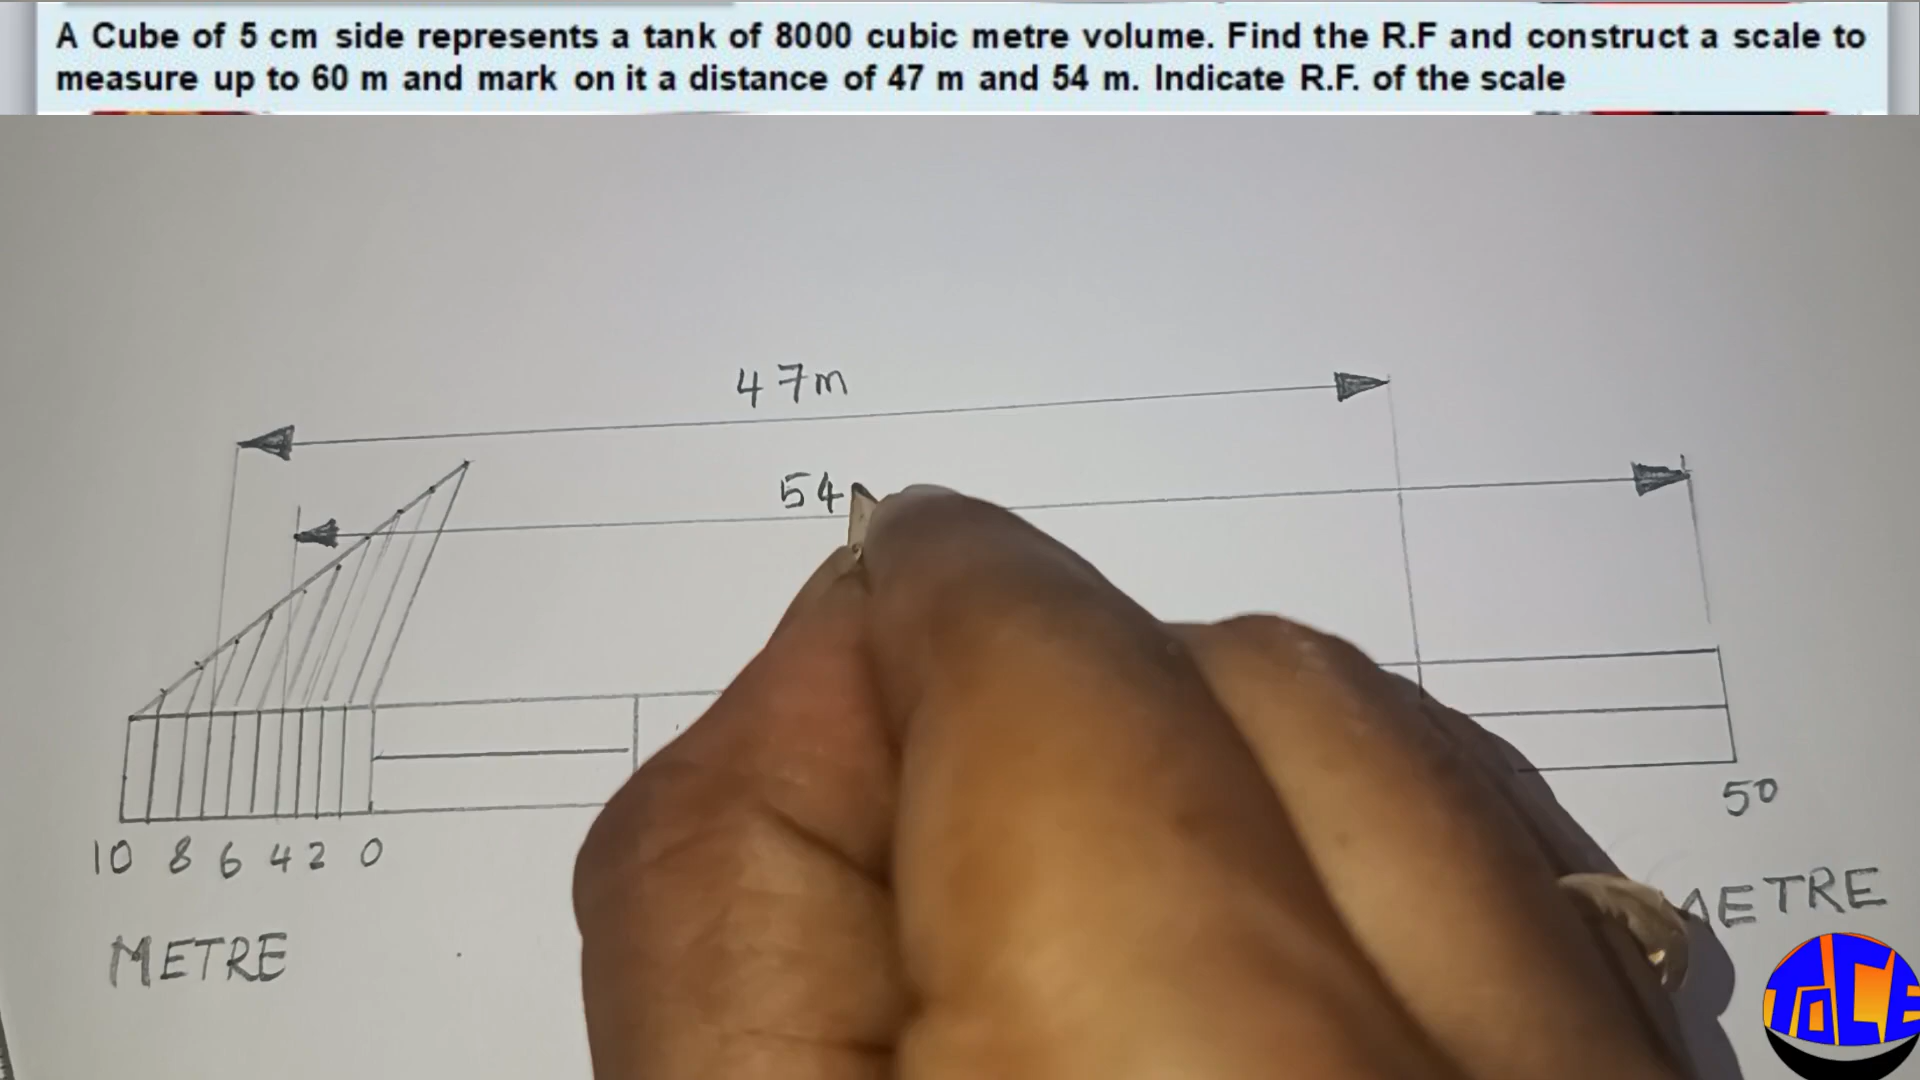 A Cube of 5 cm side represents a tank of 8000 cubic metre volume. Find the R.F and construct a scale to
measure up to 60 m and mark on it a distance of 47 m and 54 m. Indicate R.F. of the scale
47m
54
10 8 6 4 2 0
50
METRE
METRE
TOCE